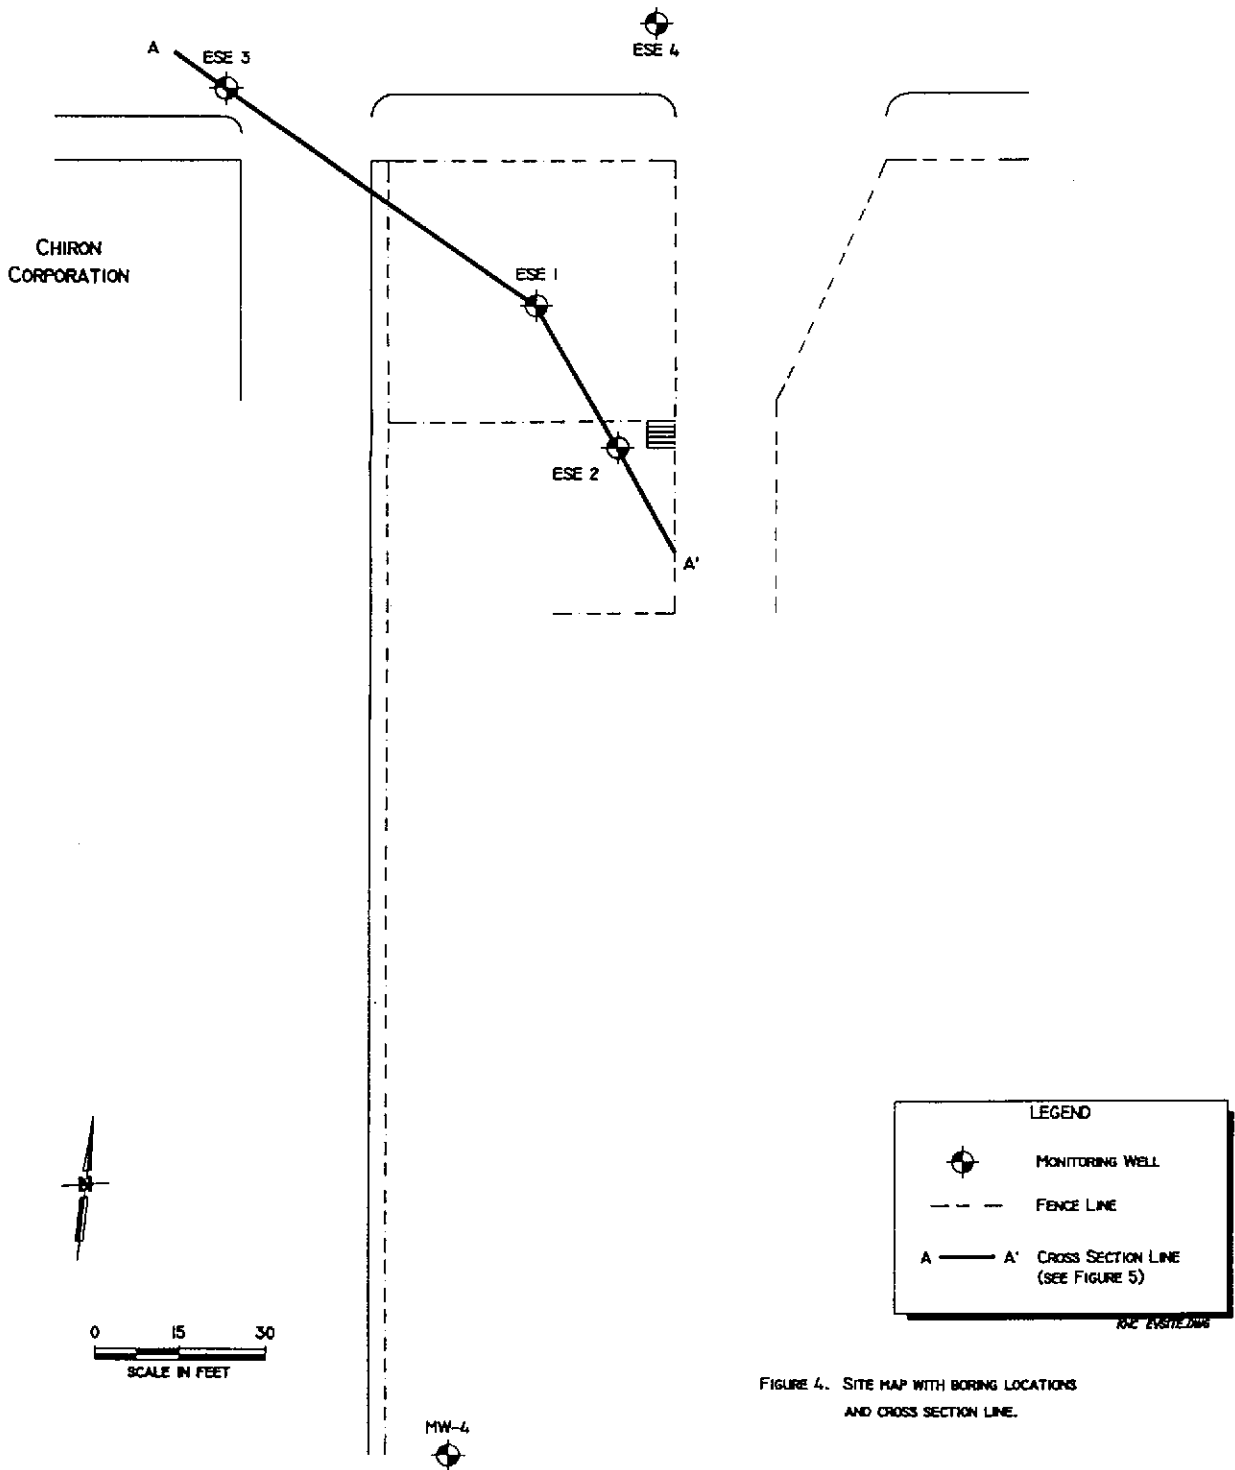 A
ESE 3
ESE 4
CHIRON
CORPORATION
ESE 1
ESE 2
A'
N
LEGEND
MONITORING WELL
FENCE LINE
A A' CROSS SECTION LINE
(SEE FIGURE 5)
0 15 30
SCALE IN FEET
FIGURE 4. SITE MAP WITH BORING LOCATIONS
AND CROSS SECTION LINE.
MW-4